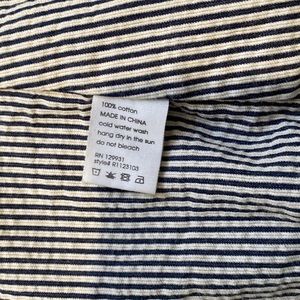 100% cotton
MADE IN CHINA
cold water wash
hang dry in the sun
do not bleach
RN 129931
style# R1123103